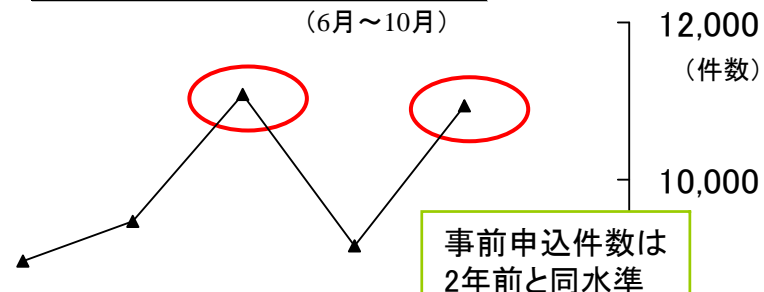 （6月～10月）
12,000
（件数）
10,000
事前申込件数は
2年前と同水準